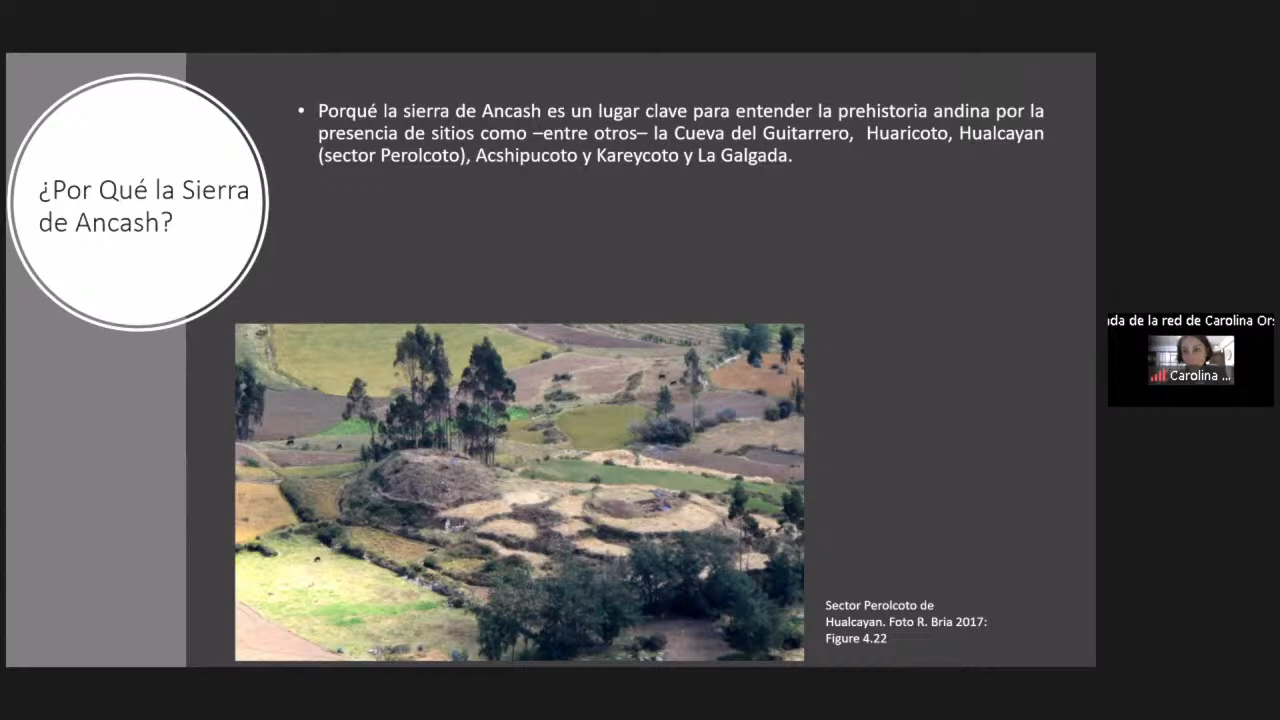 ¿Por Qué la Sierra
de Ancash?
• Porqué la sierra de Ancash es un lugar clave para entender la prehistoria andina por la
presencia de sitios como –entre otros– la Cueva del Guitarrero, Huaricoto, Hualcayan
(sector Perolcoto), Acshipucoto y Kareycoto y La Galgada.
Sector Perolcoto de
Hualcayan. Foto R. Bria 2017:
Figure 4.22
de la red de Carolina
Carolina ...